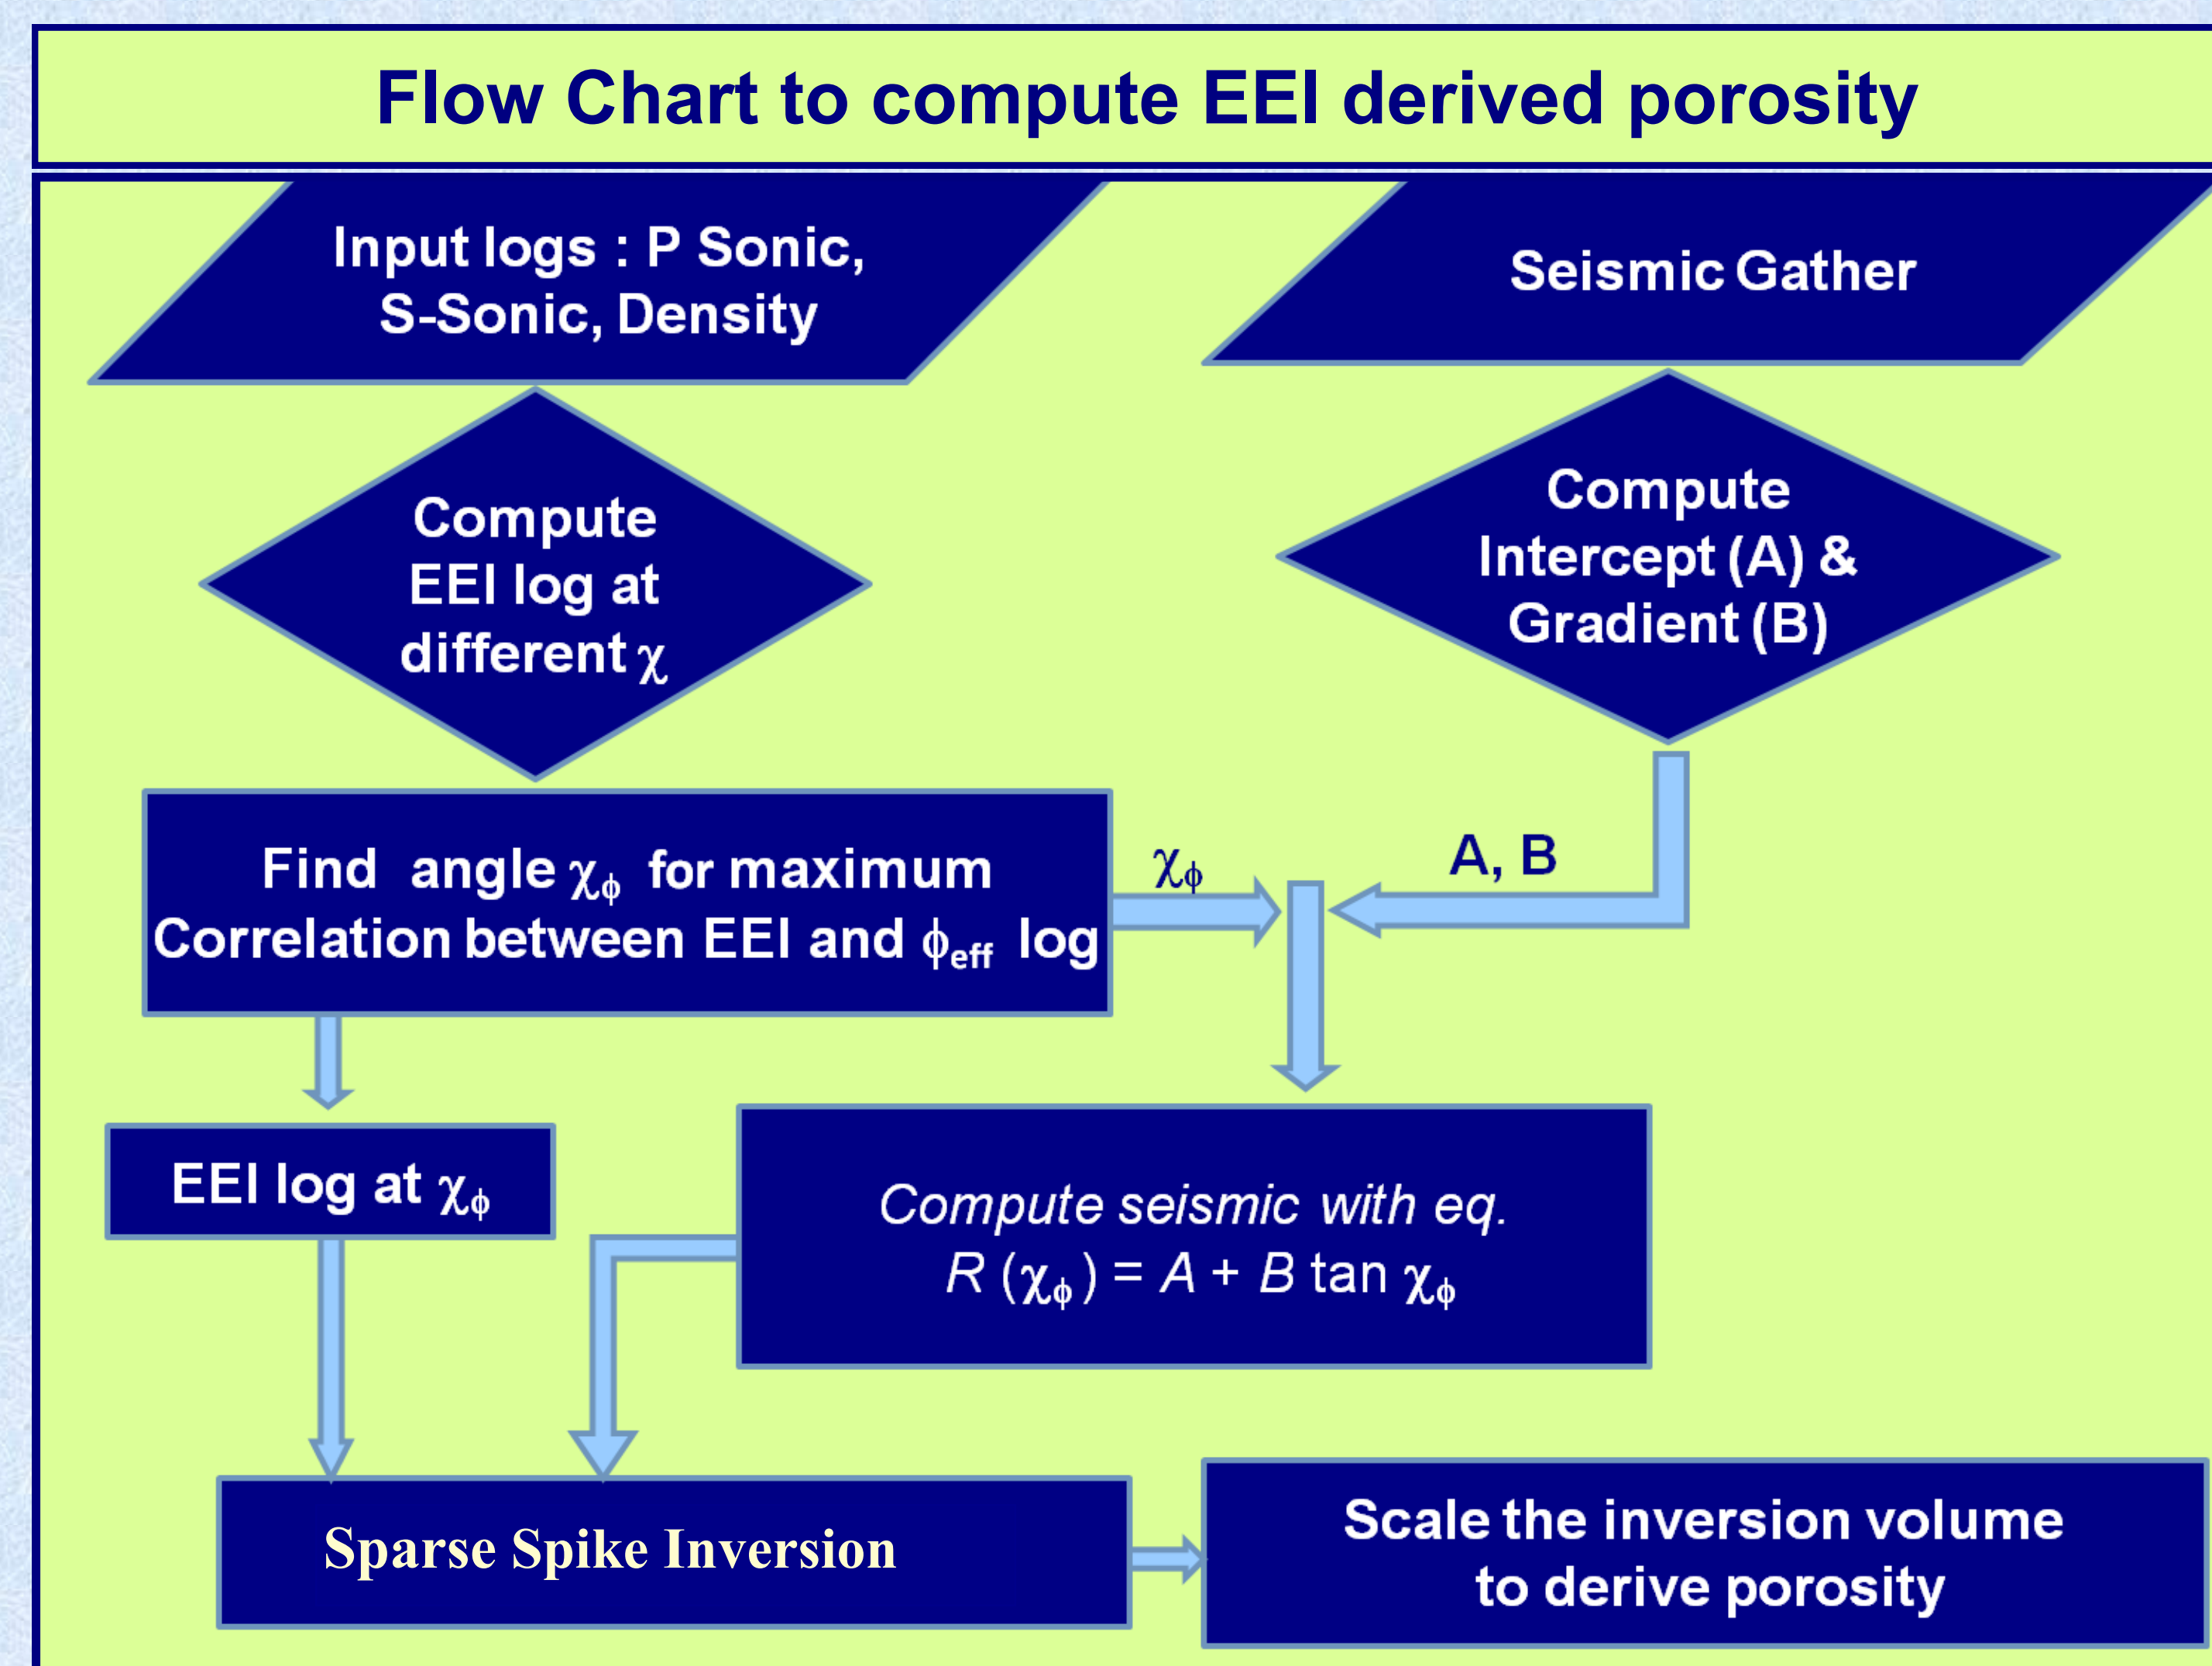 Flow Chart to compute EEI derived porosity
Input logs : P Sonic,
S-Sonic, Density
Seismic Gather
Compute
EEI log at
different χ
Compute
Intercept (A) &
Gradient (B)
Find angle χϕ for maximum
Correlation between EEI and ϕeff log
χϕ
A, B
EEI log at χϕ
Compute seismic with eq.
R (χϕ) = A + B tan χϕ
Sparse Spike Inversion
Scale the inversion volume
to derive porosity